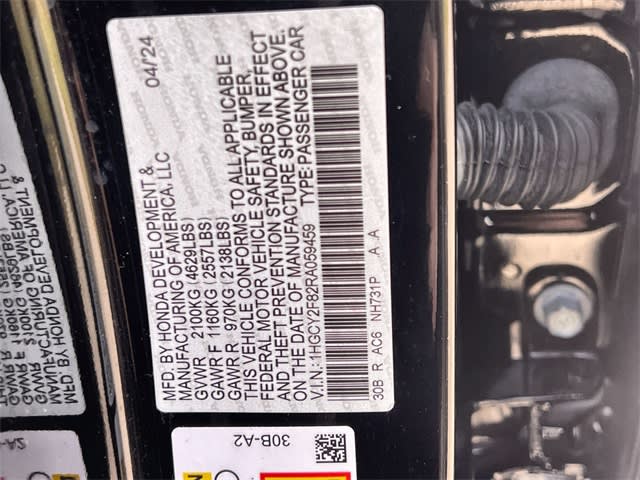 MFD. BY HONDA DEVELOPMENT & 04/'24
MANUFACTURING OF AMERICA, LLC
GVWR 2100KG (4629LBS)
GAWR F 1160KG (2557LBS)
GAWR R 970KG (2138LBS)
THIS VEHICLE CONFORMS TO ALL APPLICABLE
FEDERAL MOTOR VEHICLE SAFETY, BUMPER,
AND THEFT PREVENTION STANDARDS IN EFFECT
ON THE DATE OF MANUFACTURE SHOWN ABOVE.
V.I.N.:1HGCY2F82RA059459 TYPE:PASSENGER CAR
30B R AC6 NH731P A A
30B-A2